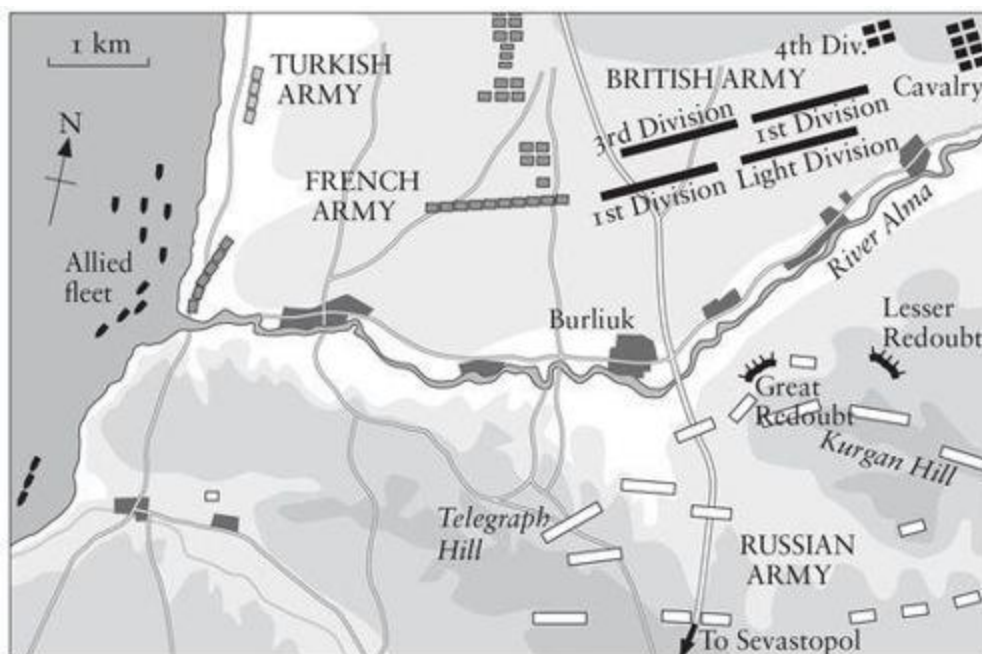 1 km
N
TURKISH
ARMY
4th Div.
BRITISH ARMY
Cavalry
3rd Division
1st Division
FRENCH
ARMY
1st Division
Light Division
River Alma
Allied
fleet
Burliuk
Lesser
Redoubt
Great
Redoubt
Kurgan Hill
Telegraph
Hill
RUSSIAN
ARMY
To Sevastopol